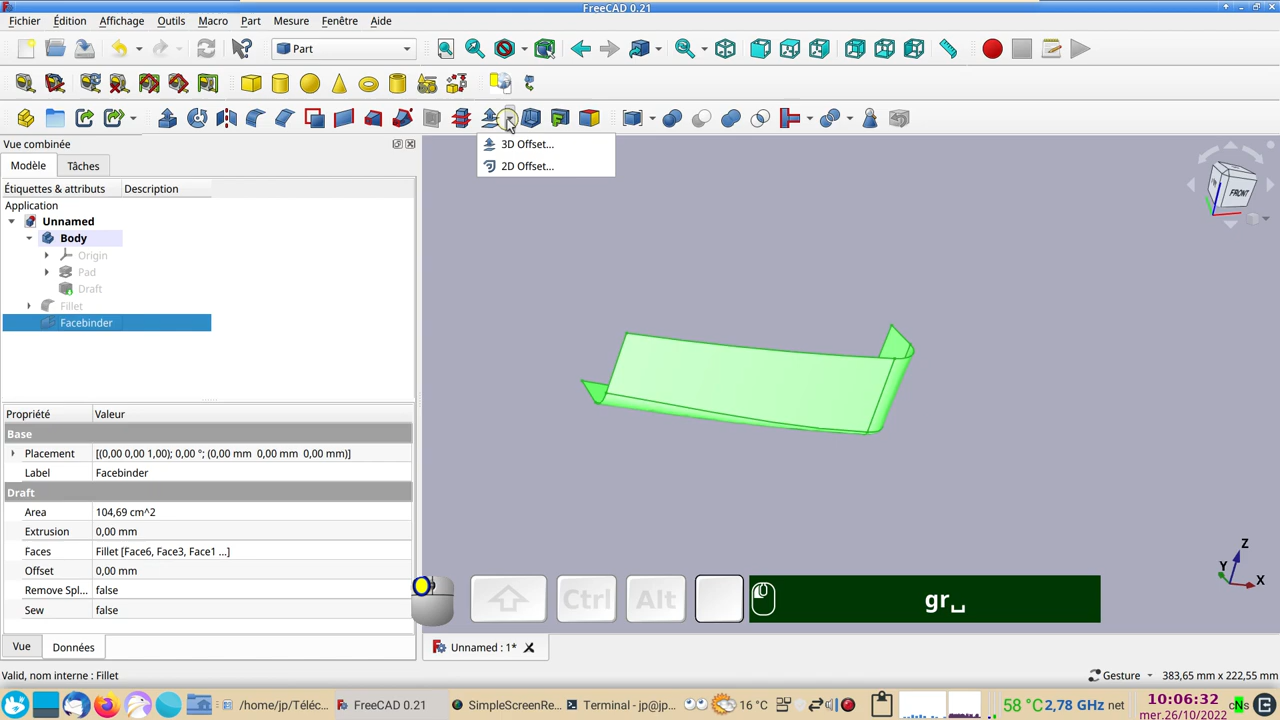 FreeCAD 0.21
Fichier Édition Affichage Outils Macro Part Mesure Fenêtre Aide
Part
Vue combinée
3D Offset...
2D Offset...
Modèle Tâches
Étiquettes & attributs Description
Application
Unnamed
Body
Origin
Pad
Draft
Fillet
Facebinder
FRONT
Propriété Valeur
Base
Placement [(0,00 0,00 1,00); 0,00 °; (0,00 mm 0,00 mm 0,00 mm)]
Label Facebinder
Draft
Area 104,69 cm^2
Extrusion 0,00 mm
Faces Fillet [Face6, Face3, Face1 ...]
Offset 0,00 mm
Remove Spl... false
Sew false
Ctrl Alt gr␣
Z
Y
X
Vue Données
Unnamed : 1*
Valid, nom interne : Fillet
Gesture 383,65 mm x 222,55 mm
/home/jp/Téléc... FreeCAD 0.21 SimpleScreenRe... Terminal - jp@jp... 16 °C 58 °C 2,78 GHz net 10:06:32
mer.26/10/2022